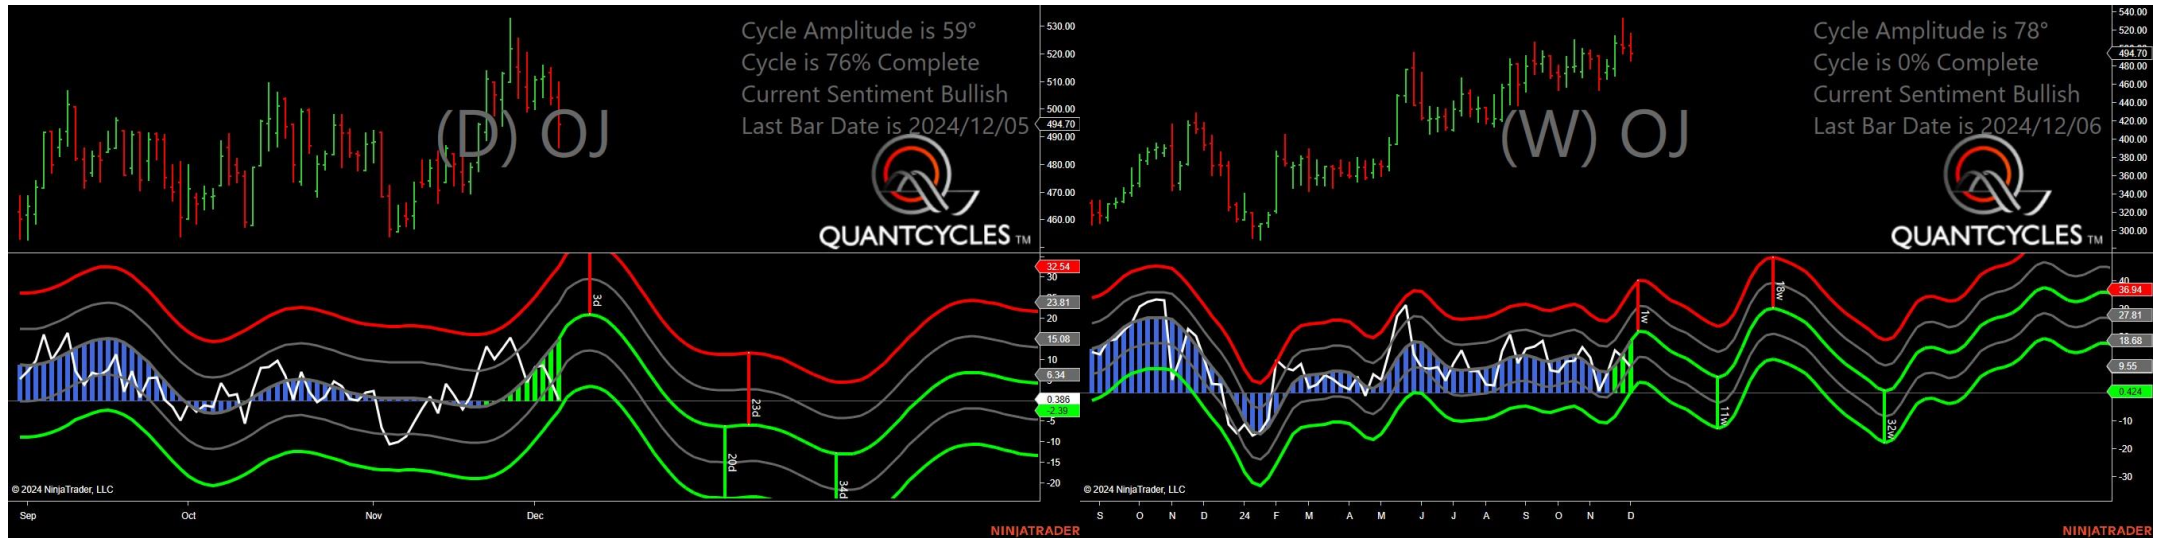 Cycle Amplitude is 59°
Cycle is 76% Complete
Current Sentiment Bullish
Last Bar Date is 2024/12/05
(D) OJ
QUANTCYCLES TM
530.00
520.00
510.00
500.00
494.70
490.00
480.00
470.00
460.00
32.54
30
23.81
20
15.08
10
6.34
0.386
-2.39
-5
-10
-15
-20
3d
23d
20d
34d
© 2024 NinjaTrader, LLC
Sep
Oct
Nov
Dec
NINJATRADER
Cycle Amplitude is 78°
Cycle is 0% Complete
Current Sentiment Bullish
Last Bar Date is 2024/12/06
(W) OJ
QUANTCYCLES TM
540.00
520.00
494.70
480.00
460.00
440.00
420.00
400.00
380.00
360.00
340.00
320.00
300.00
40
36.94
27.81
18.68
9.55
0.424
-10
-20
-30
1w
18w
11w
32w
© 2024 NinjaTrader, LLC
S O N D 24 F M A M J J A S O N D
NINJATRADER